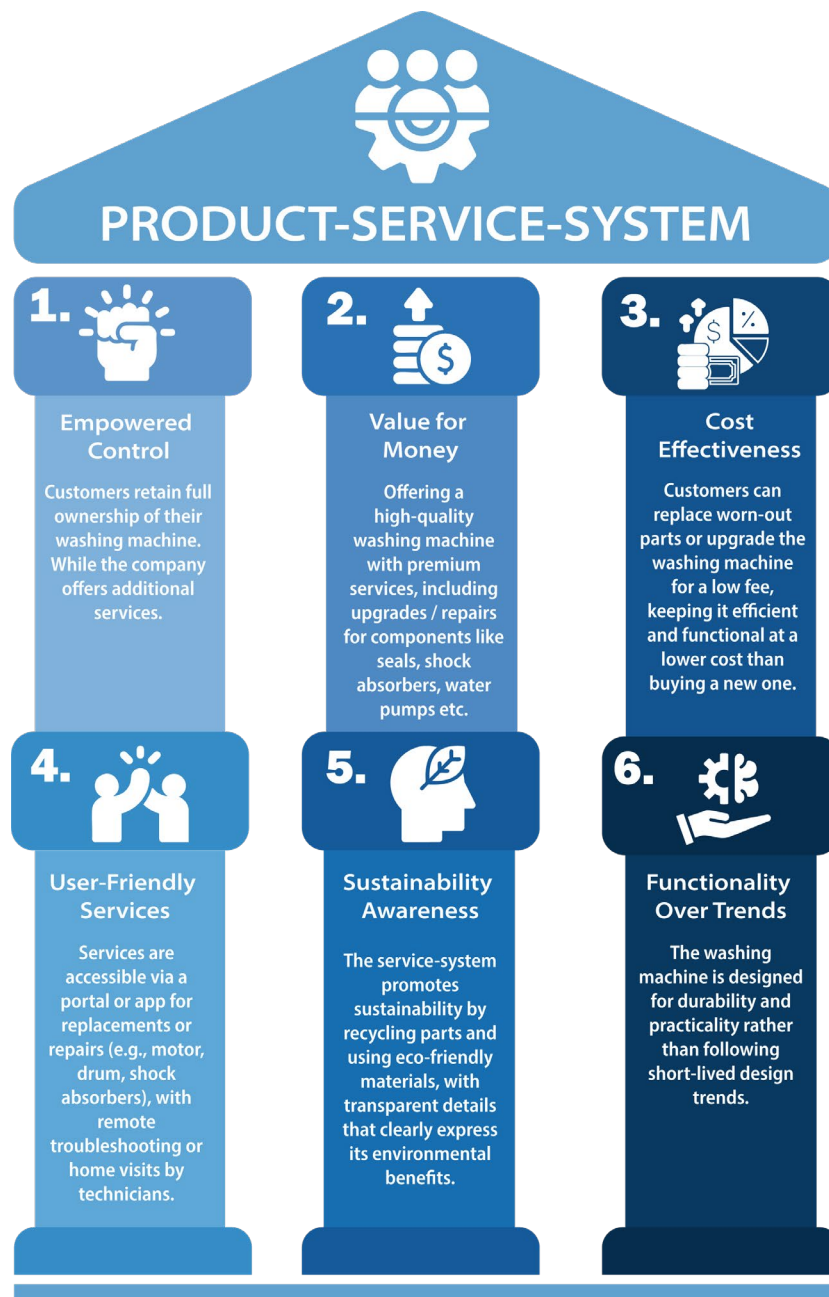 PRODUCT-SERVICE-SYSTEM
1.
Empowered
Control
Customers retain full
ownership of their
washing machine.
While the company
offers additional
services.
2.
$
Value for
Money
Offering a
high-quality
washing machine
with premium
services, including
upgrades / repairs
for components like
seals, shock
absorbers, water
pumps etc.
3.
$
%
Cost
Effectiveness
Customers can
replace worn-out
parts or upgrade the
washing machine
for a low fee,
keeping it efficient
and functional at a
lower cost than
buying a new one.
4.
User-Friendly
Services
Services are
accessible via a
portal or app for
replacements or
repairs (e.g., motor,
drum, shock
absorbers), with
remote
troubleshooting or
home visits by
technicians.
5.
Sustainability
Awareness
The service-system
promotes
sustainability by
recycling parts and
using eco-friendly
materials, with
transparent details
that clearly express
its environmental
benefits.
6.
Functionality
Over Trends
The washing
machine is designed
for durability and
practicality rather
than following
short-lived design
trends.